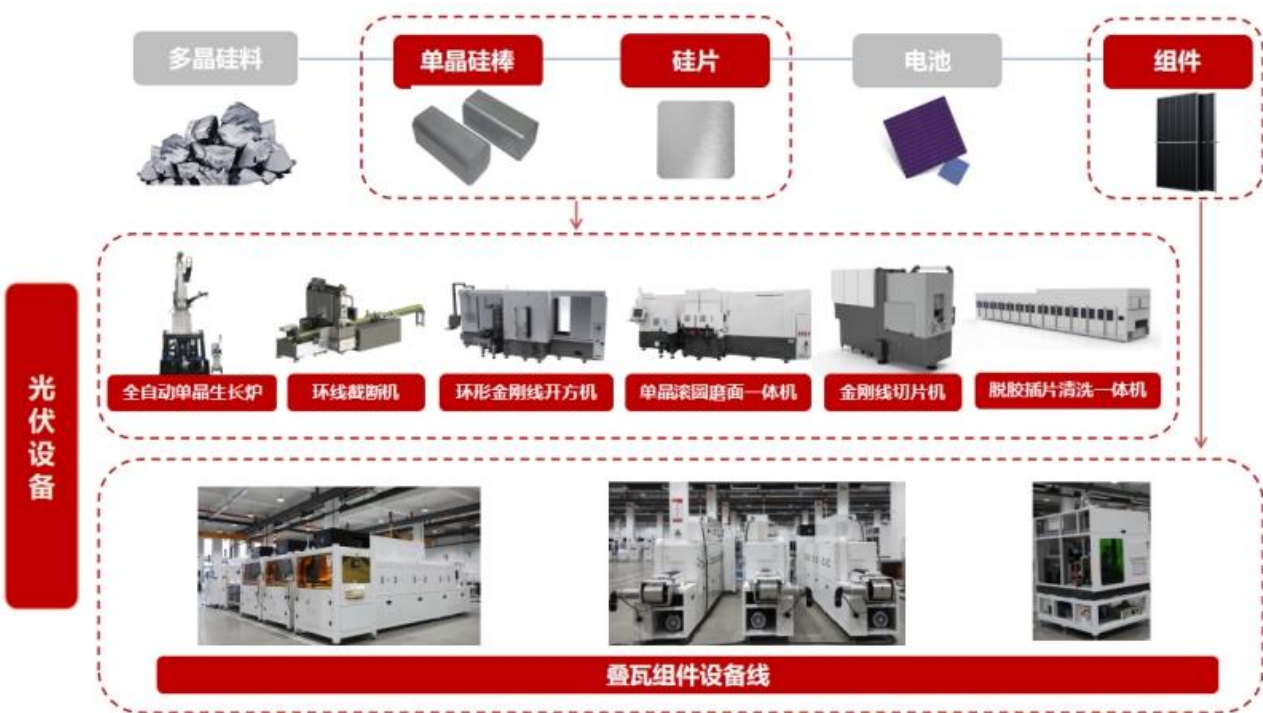 多晶硅料
单晶硅棒
硅片
电池
组件
光伏设备
全自动单晶生长炉
环线截断机
环形金刚线开方机
单晶滚圆磨面一体机
金刚线切片机
脱胶插片清洗一体机
叠瓦组件设备线